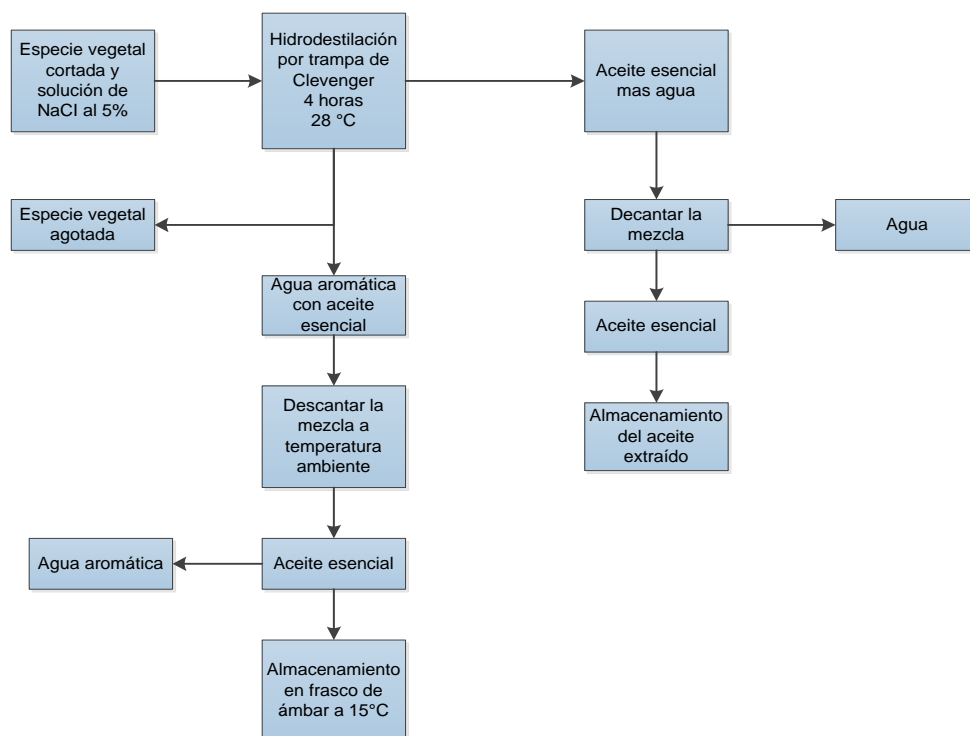 Especie vegetal
cortada y
solución de
NaCl al 5%
Hidrodestilación
por trampa de
Clevenger
4 horas
28 °C
Aceite esencial
mas agua
Especie vegetal
agotada
Decantar la
mezcla
Agua
Agua aromática
con aceite
esencial
Aceite esencial
Descantar la
mezcla a
temperatura
ambiente
Almacenamiento
del aceite
extraído
Agua aromática
Aceite esencial
Almacenamiento
en frasco de
ámbar a 15°C